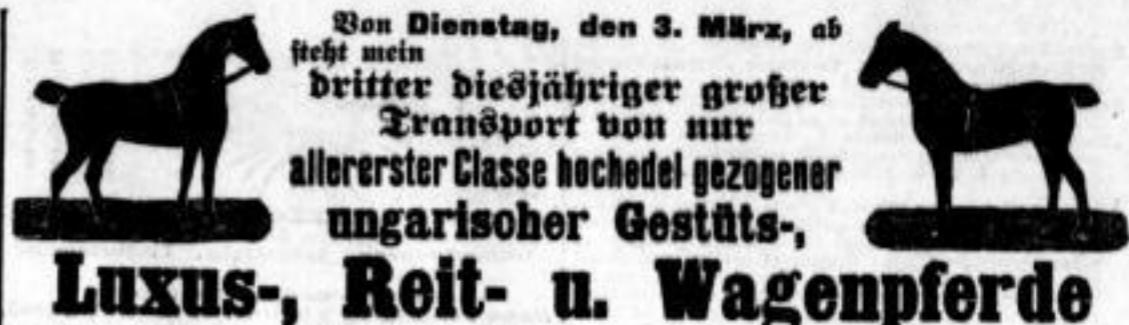 Von Dienstag, den 3. März, ab
steht mein
dritter diesjähriger großer
Transport von nur
allererster Classe hochedel gezogener
ungarischer Gestüts-,
Luxus-, Reit- u. Wagenpferde